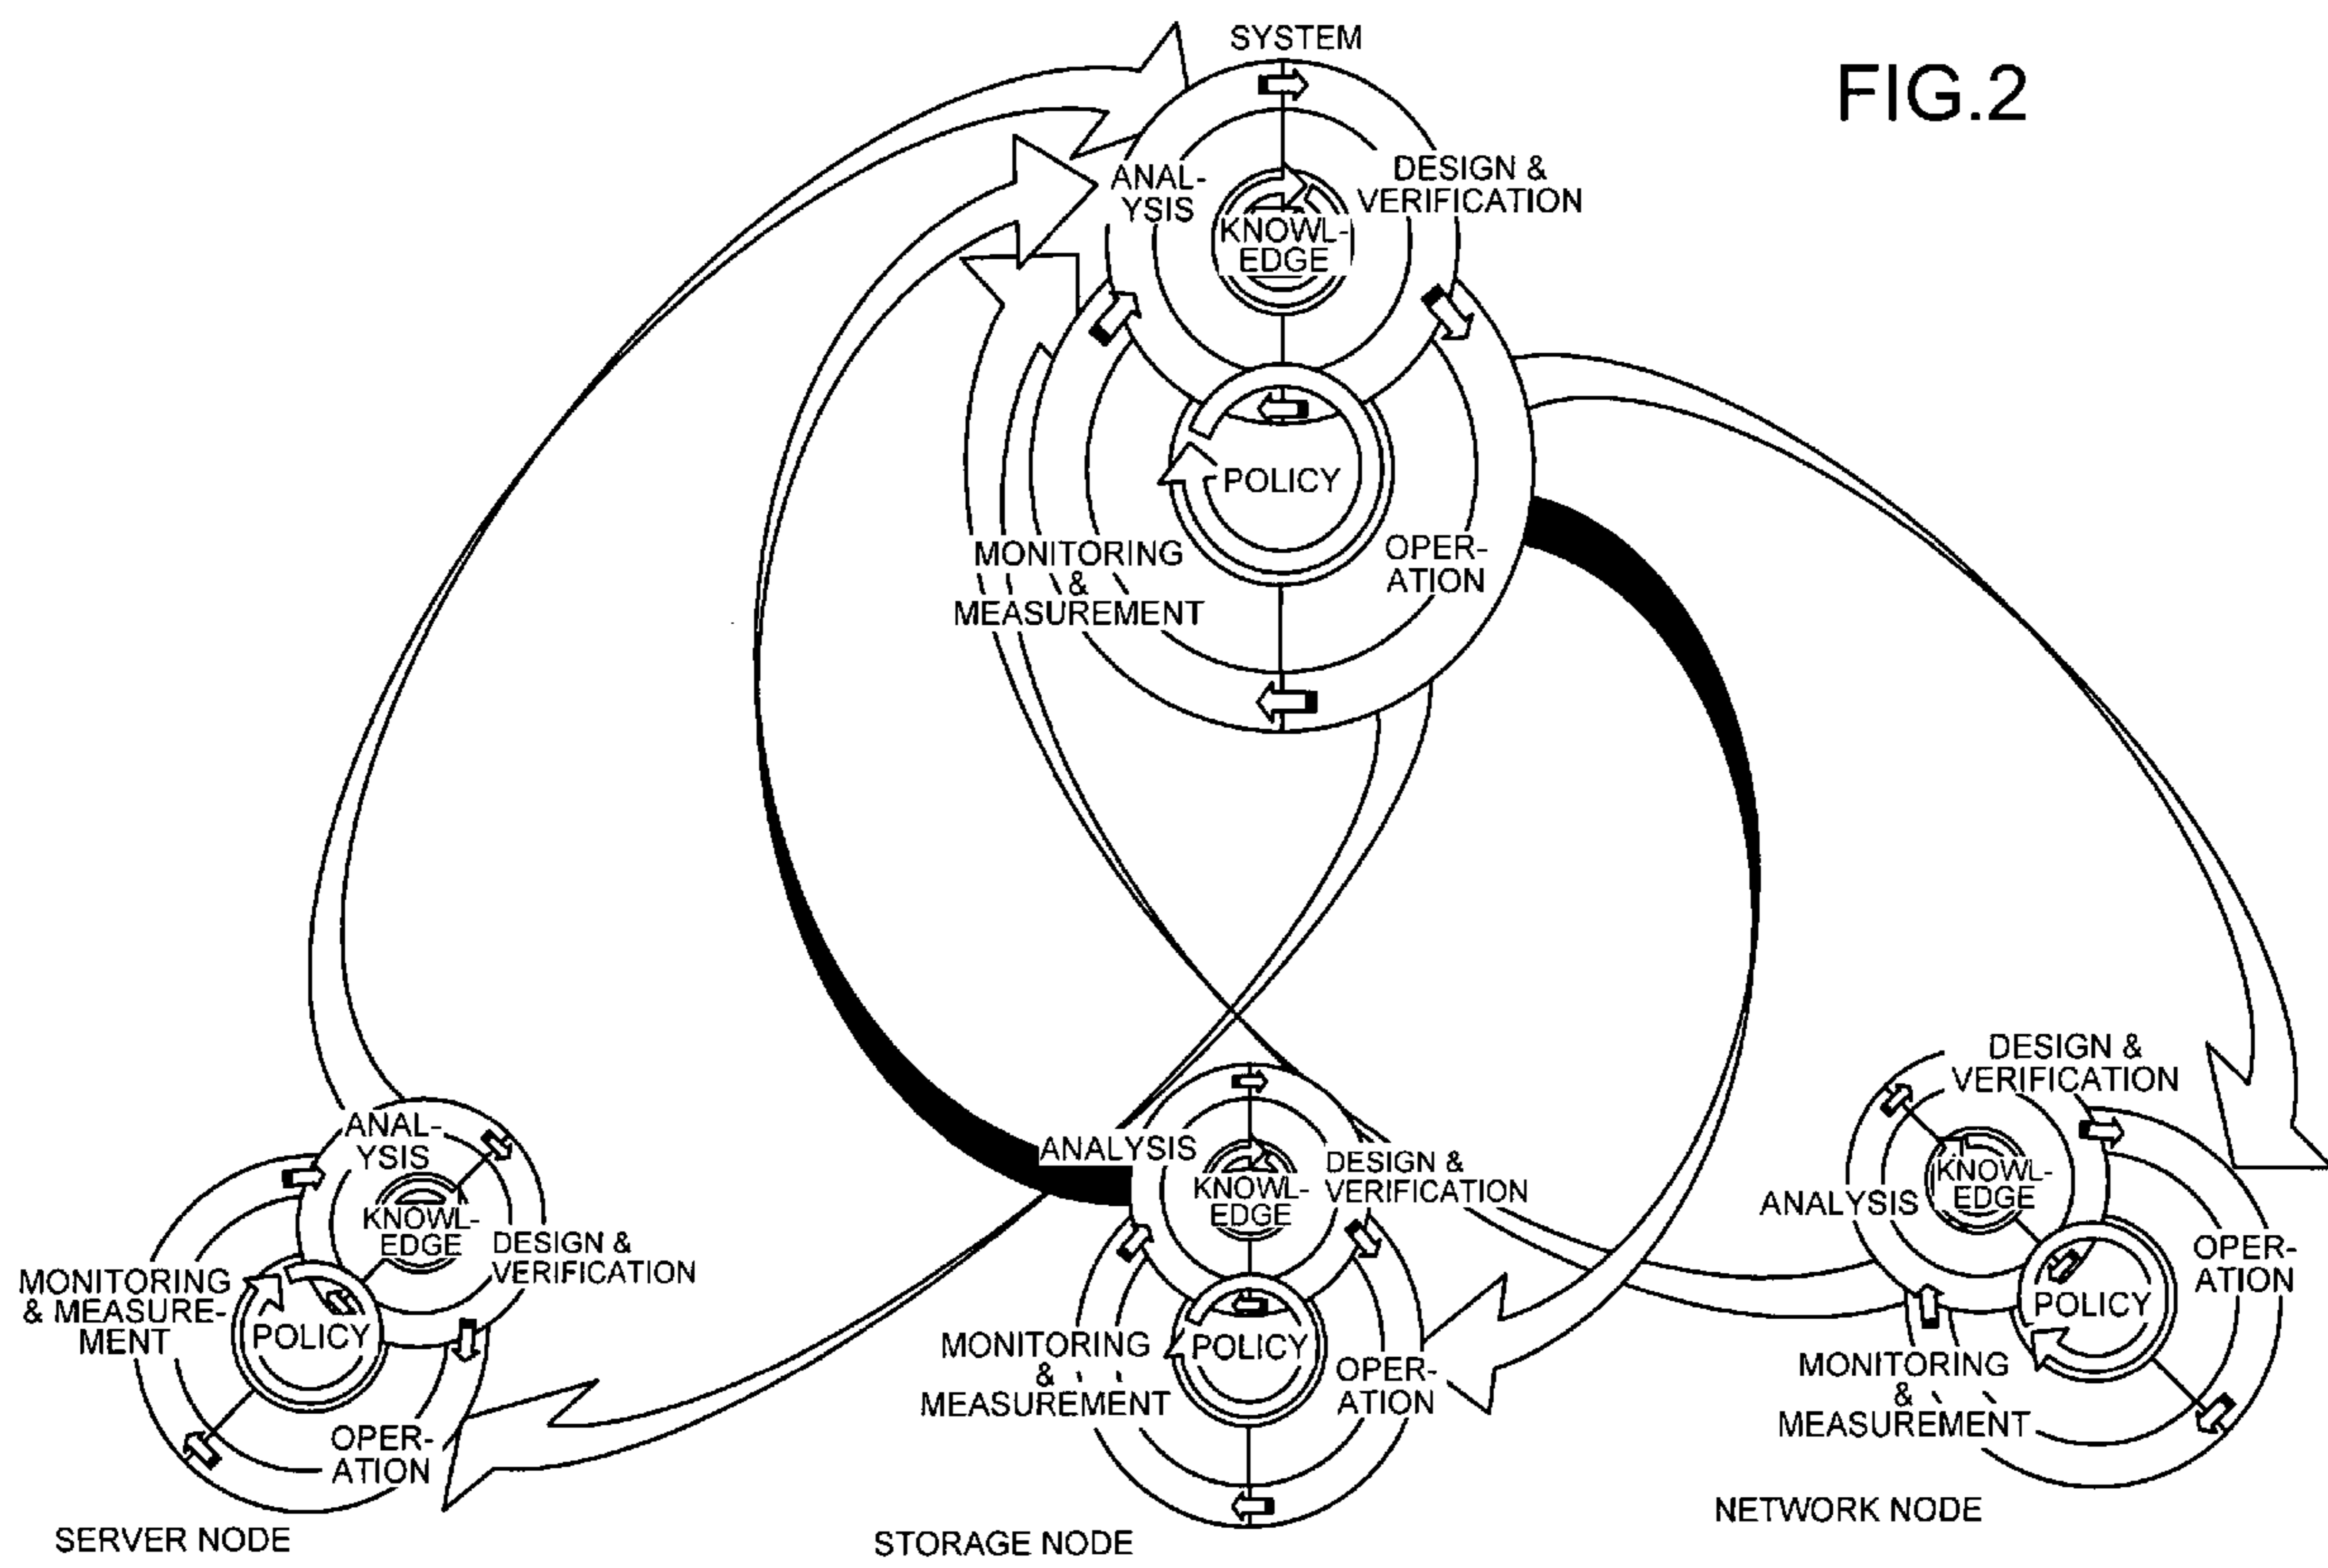 FIG.2
SYSTEM
ANAL-
YSIS
DESIGN &
VERIFICATION
KNOWL-
EDGE
POLICY
MONITORING
&
MEASUREMENT
OPER-
ATION
ANAL-
YSIS
KNOWL-
EDGE
DESIGN &
VERIFICATION
MONITORING
& MEASURE-
MENT
POLICY
OPER-
ATION
SERVER NODE
ANALYSIS
DESIGN &
VERIFICATION
KNOWL-
EDGE
MONITORING
&
MEASUREMENT
POLICY
OPER-
ATION
STORAGE NODE
DESIGN &
VERIFICATION
KNOWL-
EDGE
ANALYSIS
OPER-
ATION
POLICY
MONITORING
&
MEASUREMENT
NETWORK NODE